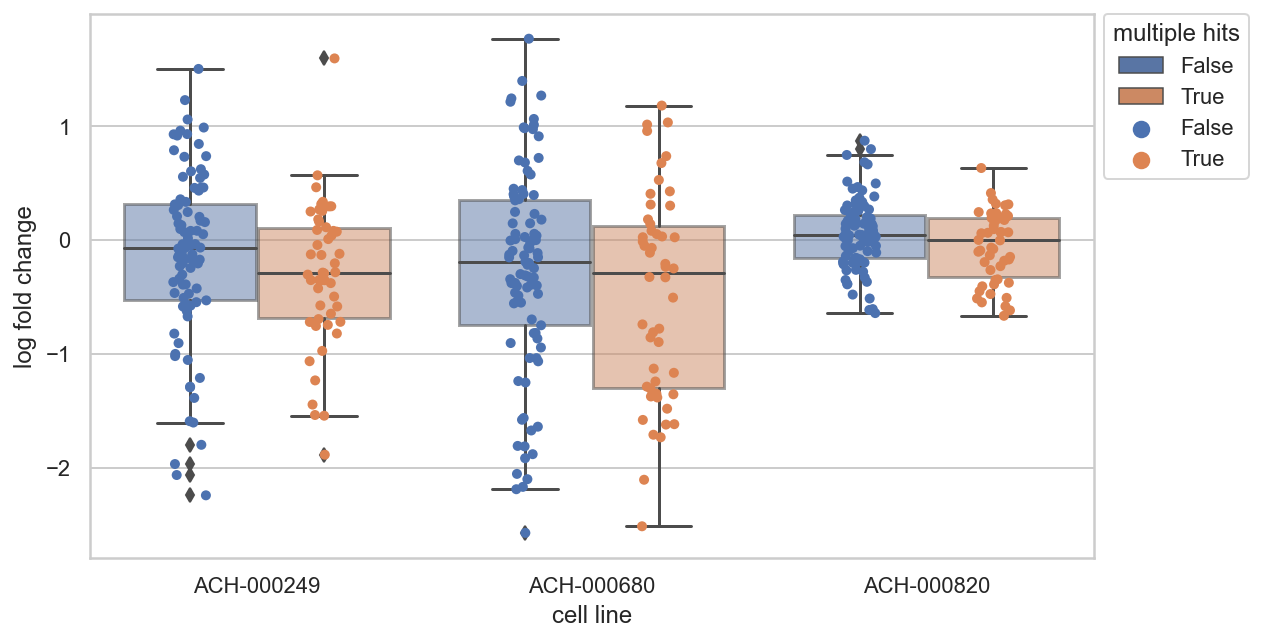 multiple hits
False
True
False
True
log fold change
1
0
−1
−2
ACH-000249 ACH-000680 ACH-000820
cell line